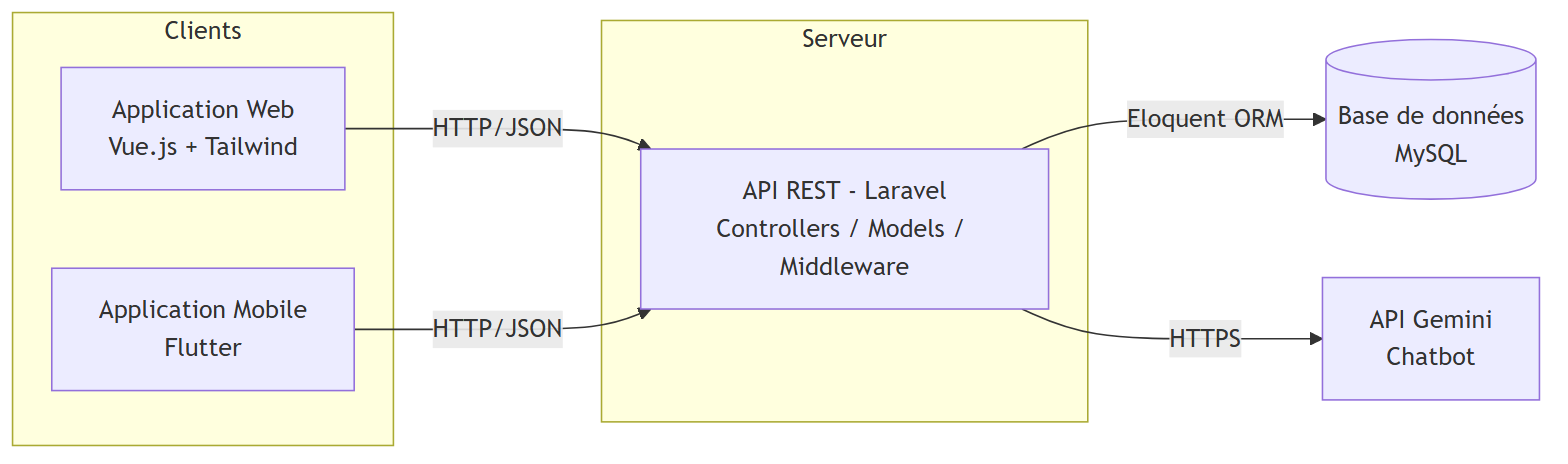 Clients
Application Web
Vue.js + Tailwind
Application Mobile
Flutter
HTTP/JSON
HTTP/JSON
Serveur
API REST - Laravel
Controllers / Models /
Middleware
Eloquent ORM
HTTPS
Base de données
MySQL
API Gemini
Chatbot